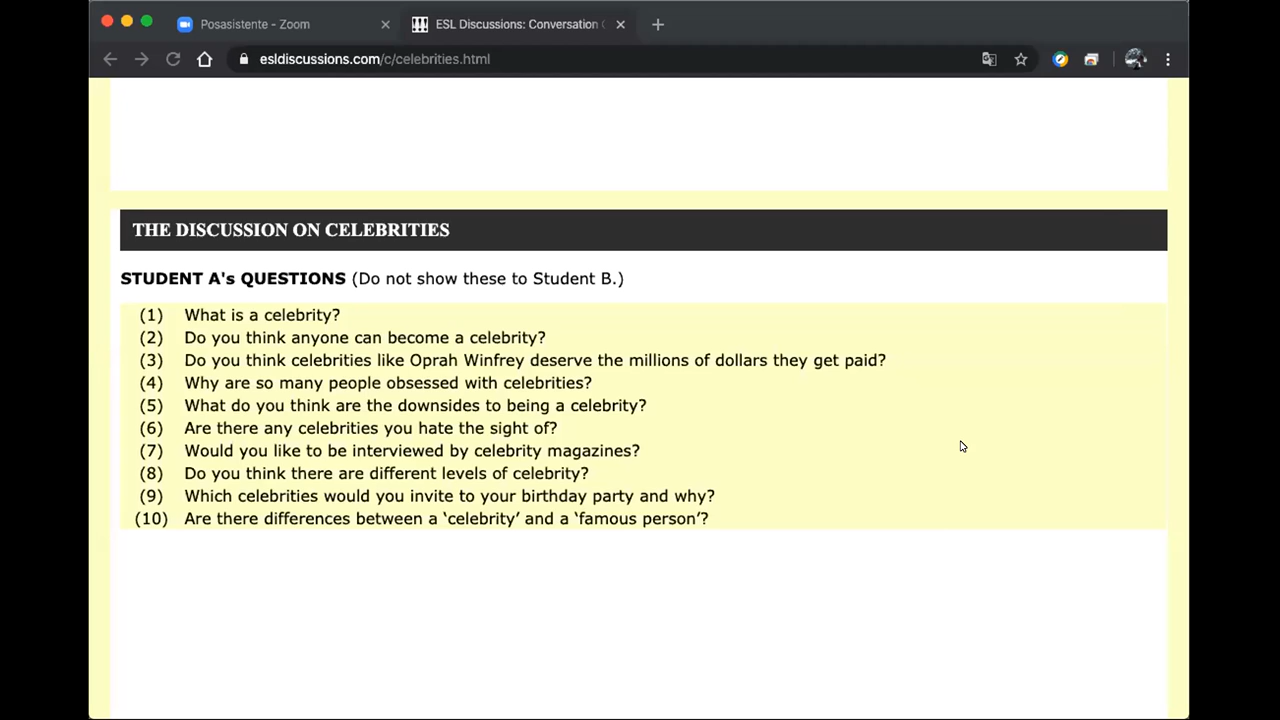 Posasistente - Zoom
ESL Discussions: Conversation
esldiscussions.com/c/celebrities.html
THE DISCUSSION ON CELEBRITIES
STUDENT A's QUESTIONS (Do not show these to Student B.)
(1) What is a celebrity?
(2) Do you think anyone can become a celebrity?
(3) Do you think celebrities like Oprah Winfrey deserve the millions of dollars they get paid?
(4) Why are so many people obsessed with celebrities?
(5) What do you think are the downsides to being a celebrity?
(6) Are there any celebrities you hate the sight of?
(7) Would you like to be interviewed by celebrity magazines?
(8) Do you think there are different levels of celebrity?
(9) Which celebrities would you invite to your birthday party and why?
(10) Are there differences between a ‘celebrity’ and a ‘famous person’?